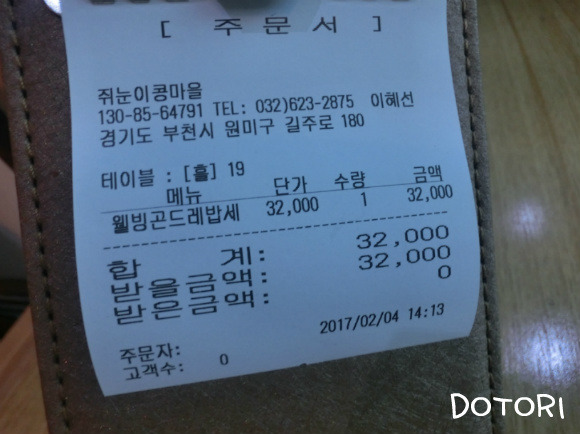 [ 주 문 서 ]
쥐눈이콩마을
130-85-64791 TEL: 032)623-2875 이혜선
경기도 부천시 원미구 길주로 180
테이블 : [홀] 19
메뉴 단가 수량 금액
웰빙곤드레밥세 32,000 1 32,000
합 계: 32,000
받을금액: 32,000
받은금액: 0
2017/02/04 14:13
주문자:
고객수: 0
DOTORI